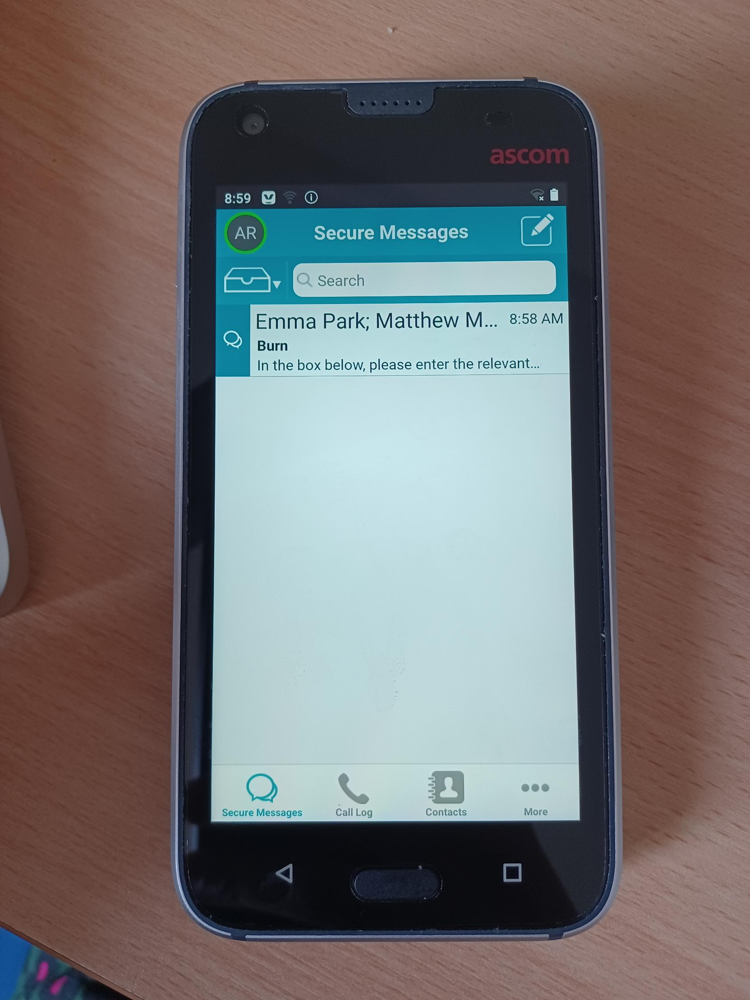 ascom
8:59
AR
Secure Messages
Search
Emma Park; Matthew M... 8:58 AM
Burn
In the box below, please enter the relevant...
Secure Messages
Call Log
Contacts
More